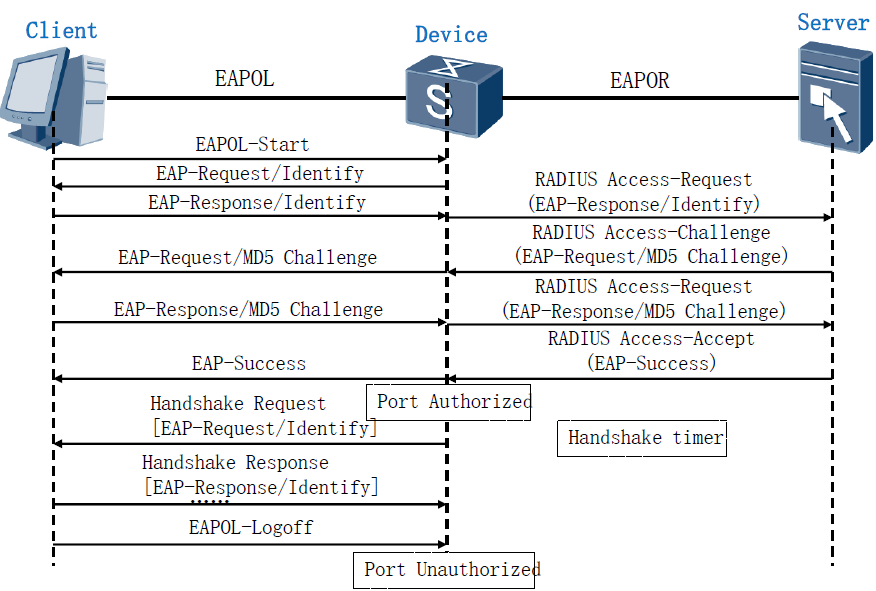 Client
Device
Server
EAPOL
EAPOR
S
EAPOL-Start
EAP-Request/Identify
EAP-Response/Identify
RADIUS Access-Request
(EAP-Response/Identify)
RADIUS Access-Challenge
(EAP-Request/MD5 Challenge)
EAP-Request/MD5 Challenge
RADIUS Access-Request
(EAP-Response/MD5 Challenge)
EAP-Response/MD5 Challenge
RADIUS Access-Accept
(EAP-Success)
EAP-Success
Port Authorized
Handshake Request
[EAP-Request/Identify]
Handshake timer
Handshake Response
[EAP-Response/Identify]
......
EAPOL-Logoff
Port Unauthorized